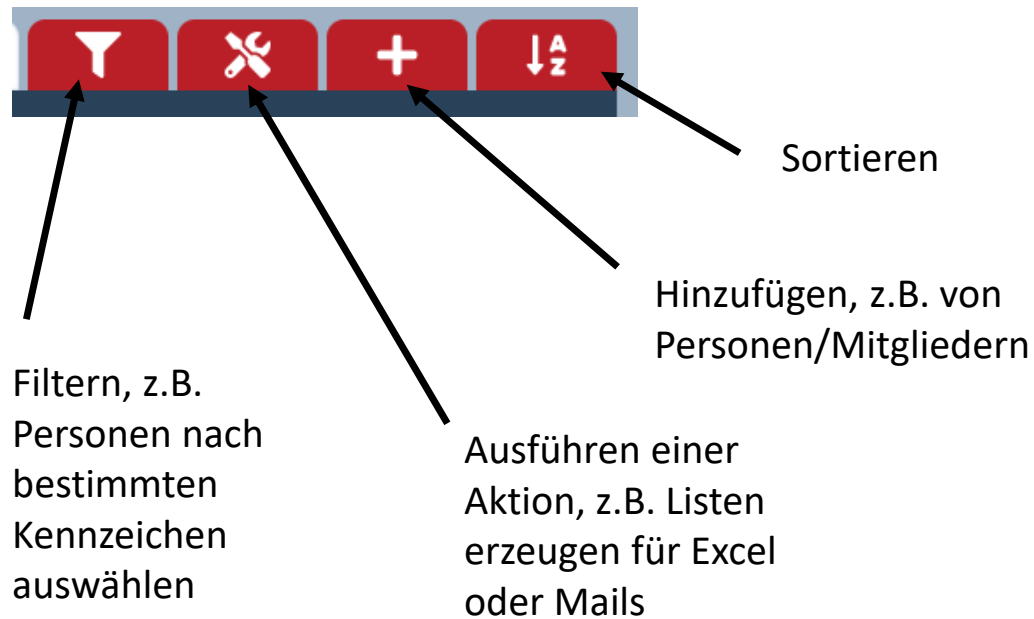 A
Z
Sortieren
Hinzufügen, z.B. von
Personen/Mitgliedern
Filtern, z.B.
Personen nach
bestimmten
Kennzeichen
auswählen
Ausführen einer
Aktion, z.B. Listen
erzeugen für Excel
oder Mails